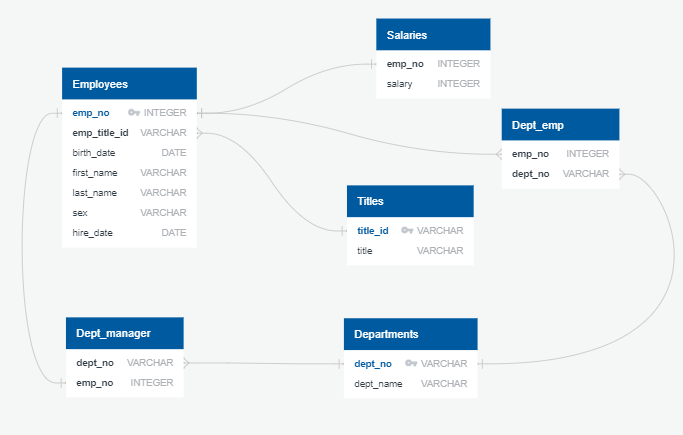 Salaries
emp_no INTEGER
salary INTEGER
Employees
emp_no INTEGER
emp_title_id VARCHAR
birth_date DATE
first_name VARCHAR
last_name VARCHAR
sex VARCHAR
hire_date DATE
Dept_emp
emp_no INTEGER
dept_no VARCHAR
Titles
title_id VARCHAR
title VARCHAR
Dept_manager
dept_no VARCHAR
emp_no INTEGER
Departments
dept_no VARCHAR
dept_name VARCHAR